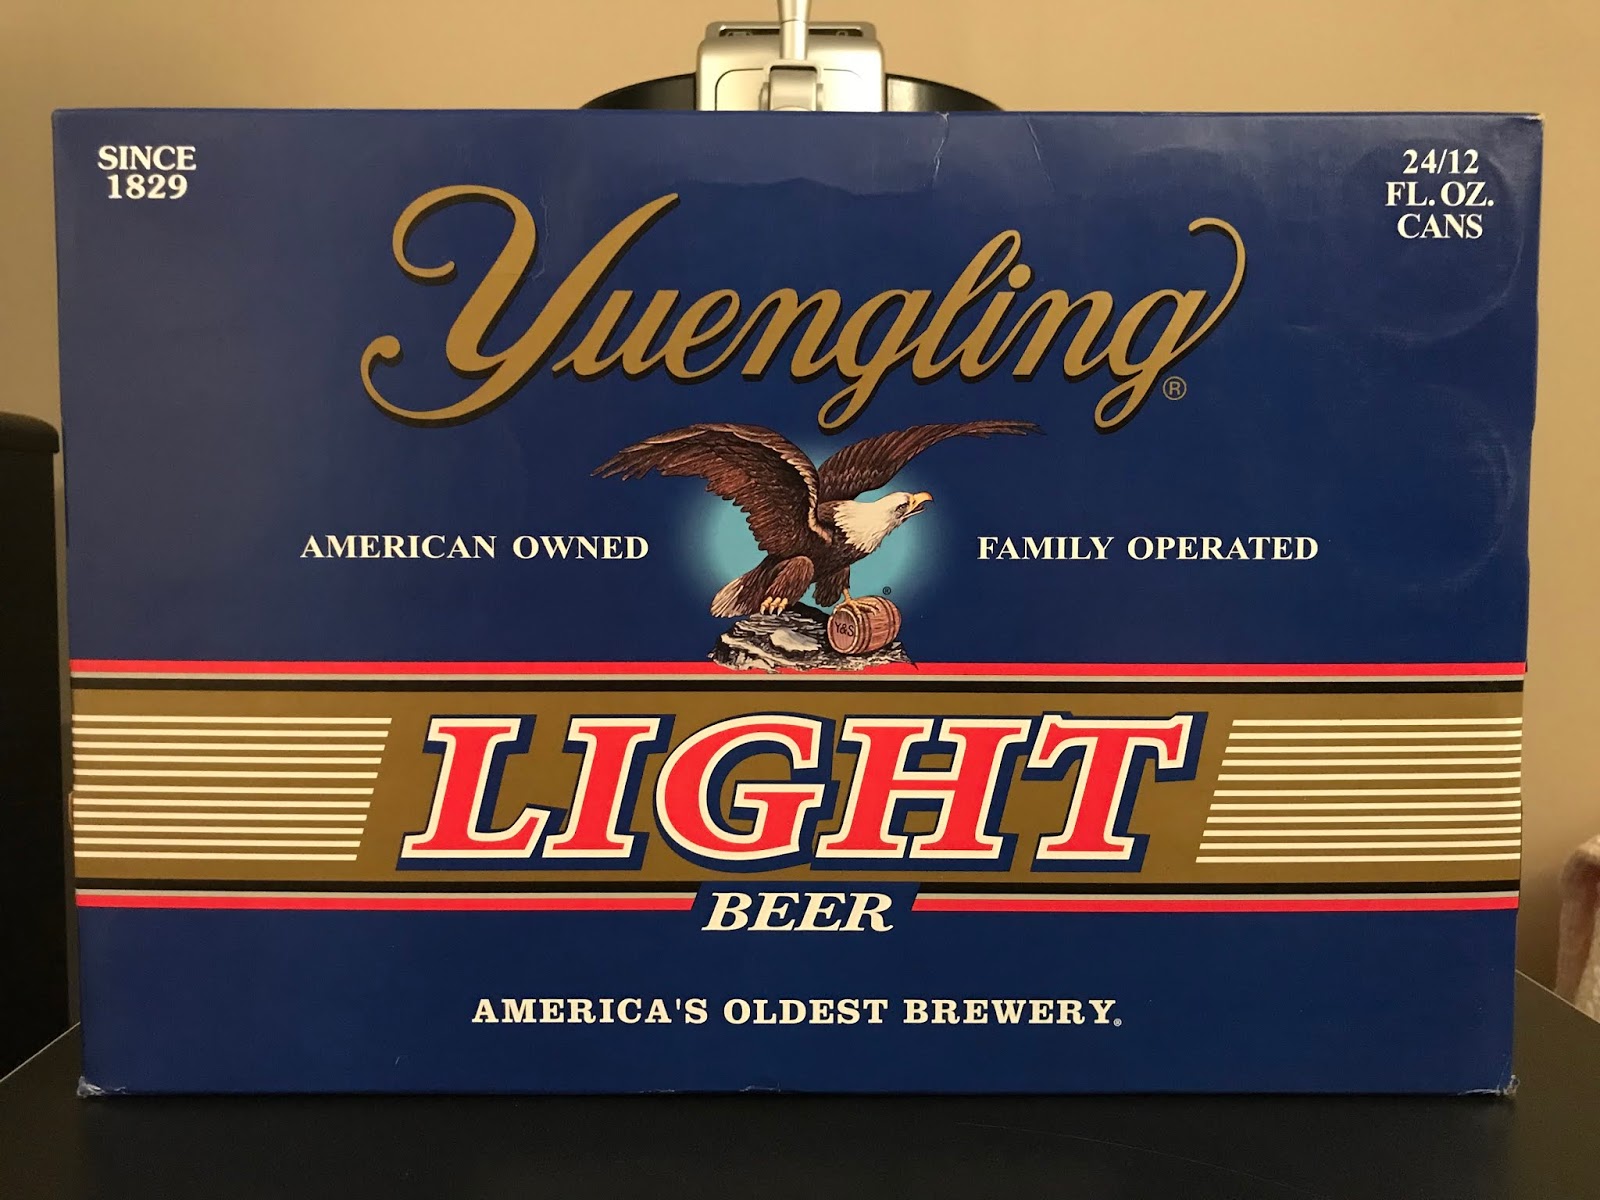 SINCE
1829
24/12
FL. OZ.
CANS
Yuengling®
AMERICAN OWNED
FAMILY OPERATED
®
Y&S
LIGHT
BEER
AMERICA'S OLDEST BREWERY®